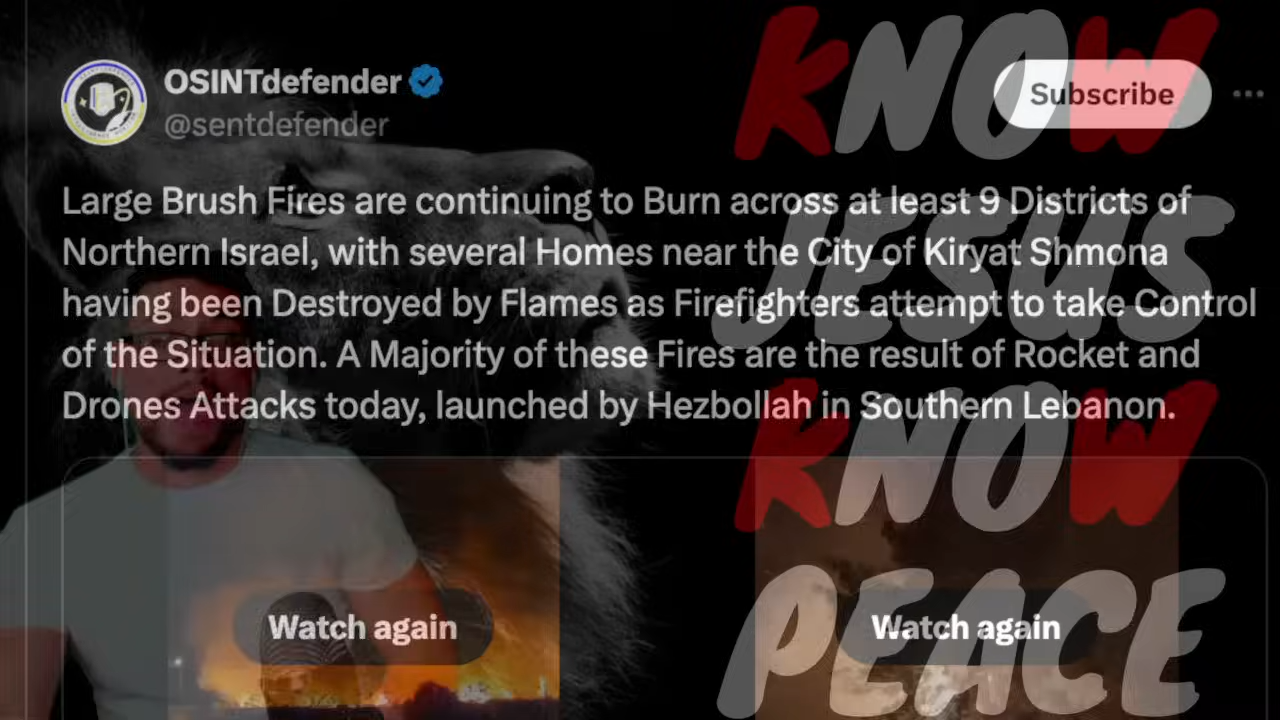 OSINTdefender
@sentdefender
Subscribe
Large Brush Fires are continuing to Burn across at least 9 Districts of
Northern Israel, with several Homes near the City of Kiryat Shmona
having been Destroyed by Flames as Firefighters attempt to take Control
of the Situation. A Majority of these Fires are the result of Rocket and
Drones Attacks today, launched by Hezbollah in Southern Lebanon.
Watch again
Watch again
KNOW
JESUS
KNOW
PEACE